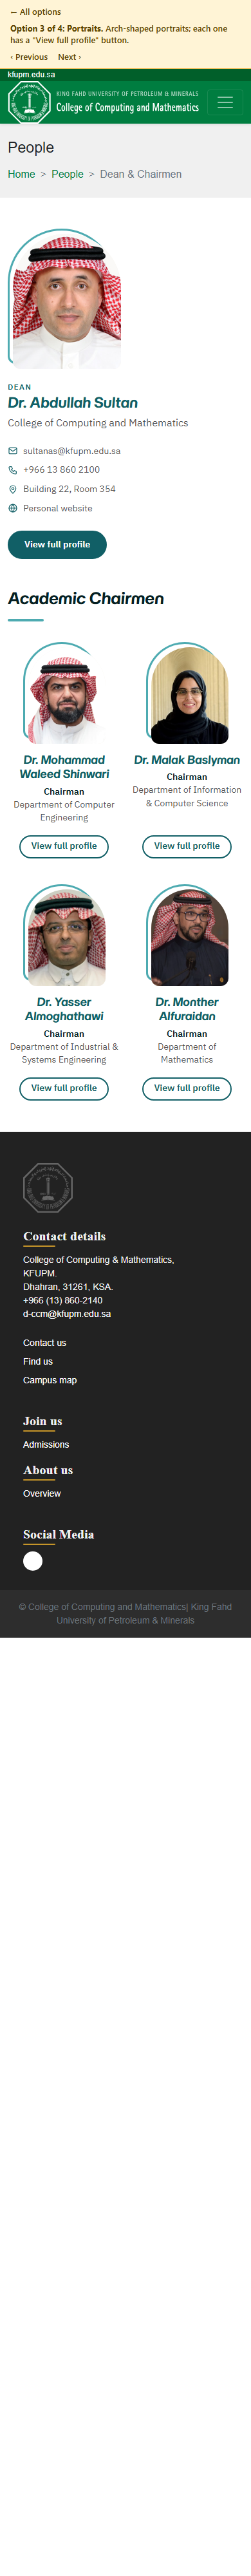 ← All options
Option 3 of 4: Portraits. Arch-shaped portraits; each one
has a "View full profile" button.
‹ Previous Next ›
kfupm.edu.sa
KING FAHD UNIVERSITY OF PETROLEUM & MINERALS
College of Computing and Mathematics
People
Home > People > Dean & Chairmen
DEAN
Dr. Abdullah Sultan
College of Computing and Mathematics
sultanas@kfupm.edu.sa
+966 13 860 2100
Building 22, Room 354
Personal website
View full profile
Academic Chairmen
Dr. Mohammad
Waleed Shinwari
Chairman
Department of Computer
Engineering
View full profile
Dr. Malak Baslyman
Chairman
Department of Information
& Computer Science
View full profile
Dr. Yasser
Almoghathawi
Chairman
Department of Industrial &
Systems Engineering
View full profile
Dr. Monther
Alfuraidan
Chairman
Department of
Mathematics
View full profile
Contact details
College of Computing & Mathematics,
KFUPM.
Dhahran, 31261, KSA.
+966 (13) 860-2140
d-ccm@kfupm.edu.sa
Contact us
Find us
Campus map
Join us
Admissions
About us
Overview
Social Media
© College of Computing and Mathematics| King Fahd
University of Petroleum & Minerals